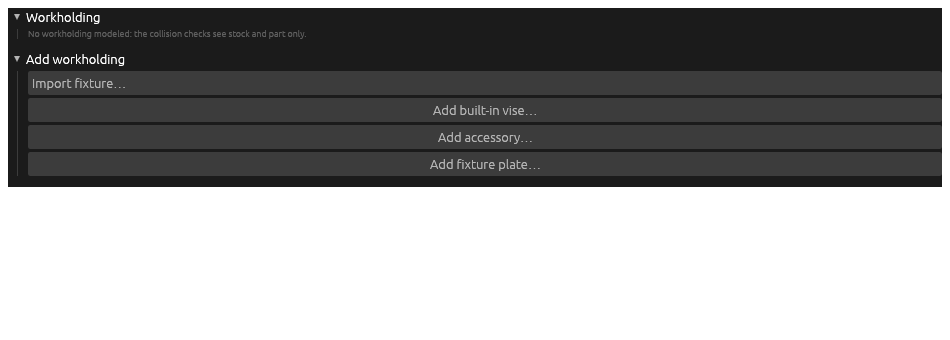 Workholding
No workholding modeled: the collision checks see stock and part only.
Add workholding
Import fixture…
Add built-in vise…
Add accessory…
Add fixture plate…